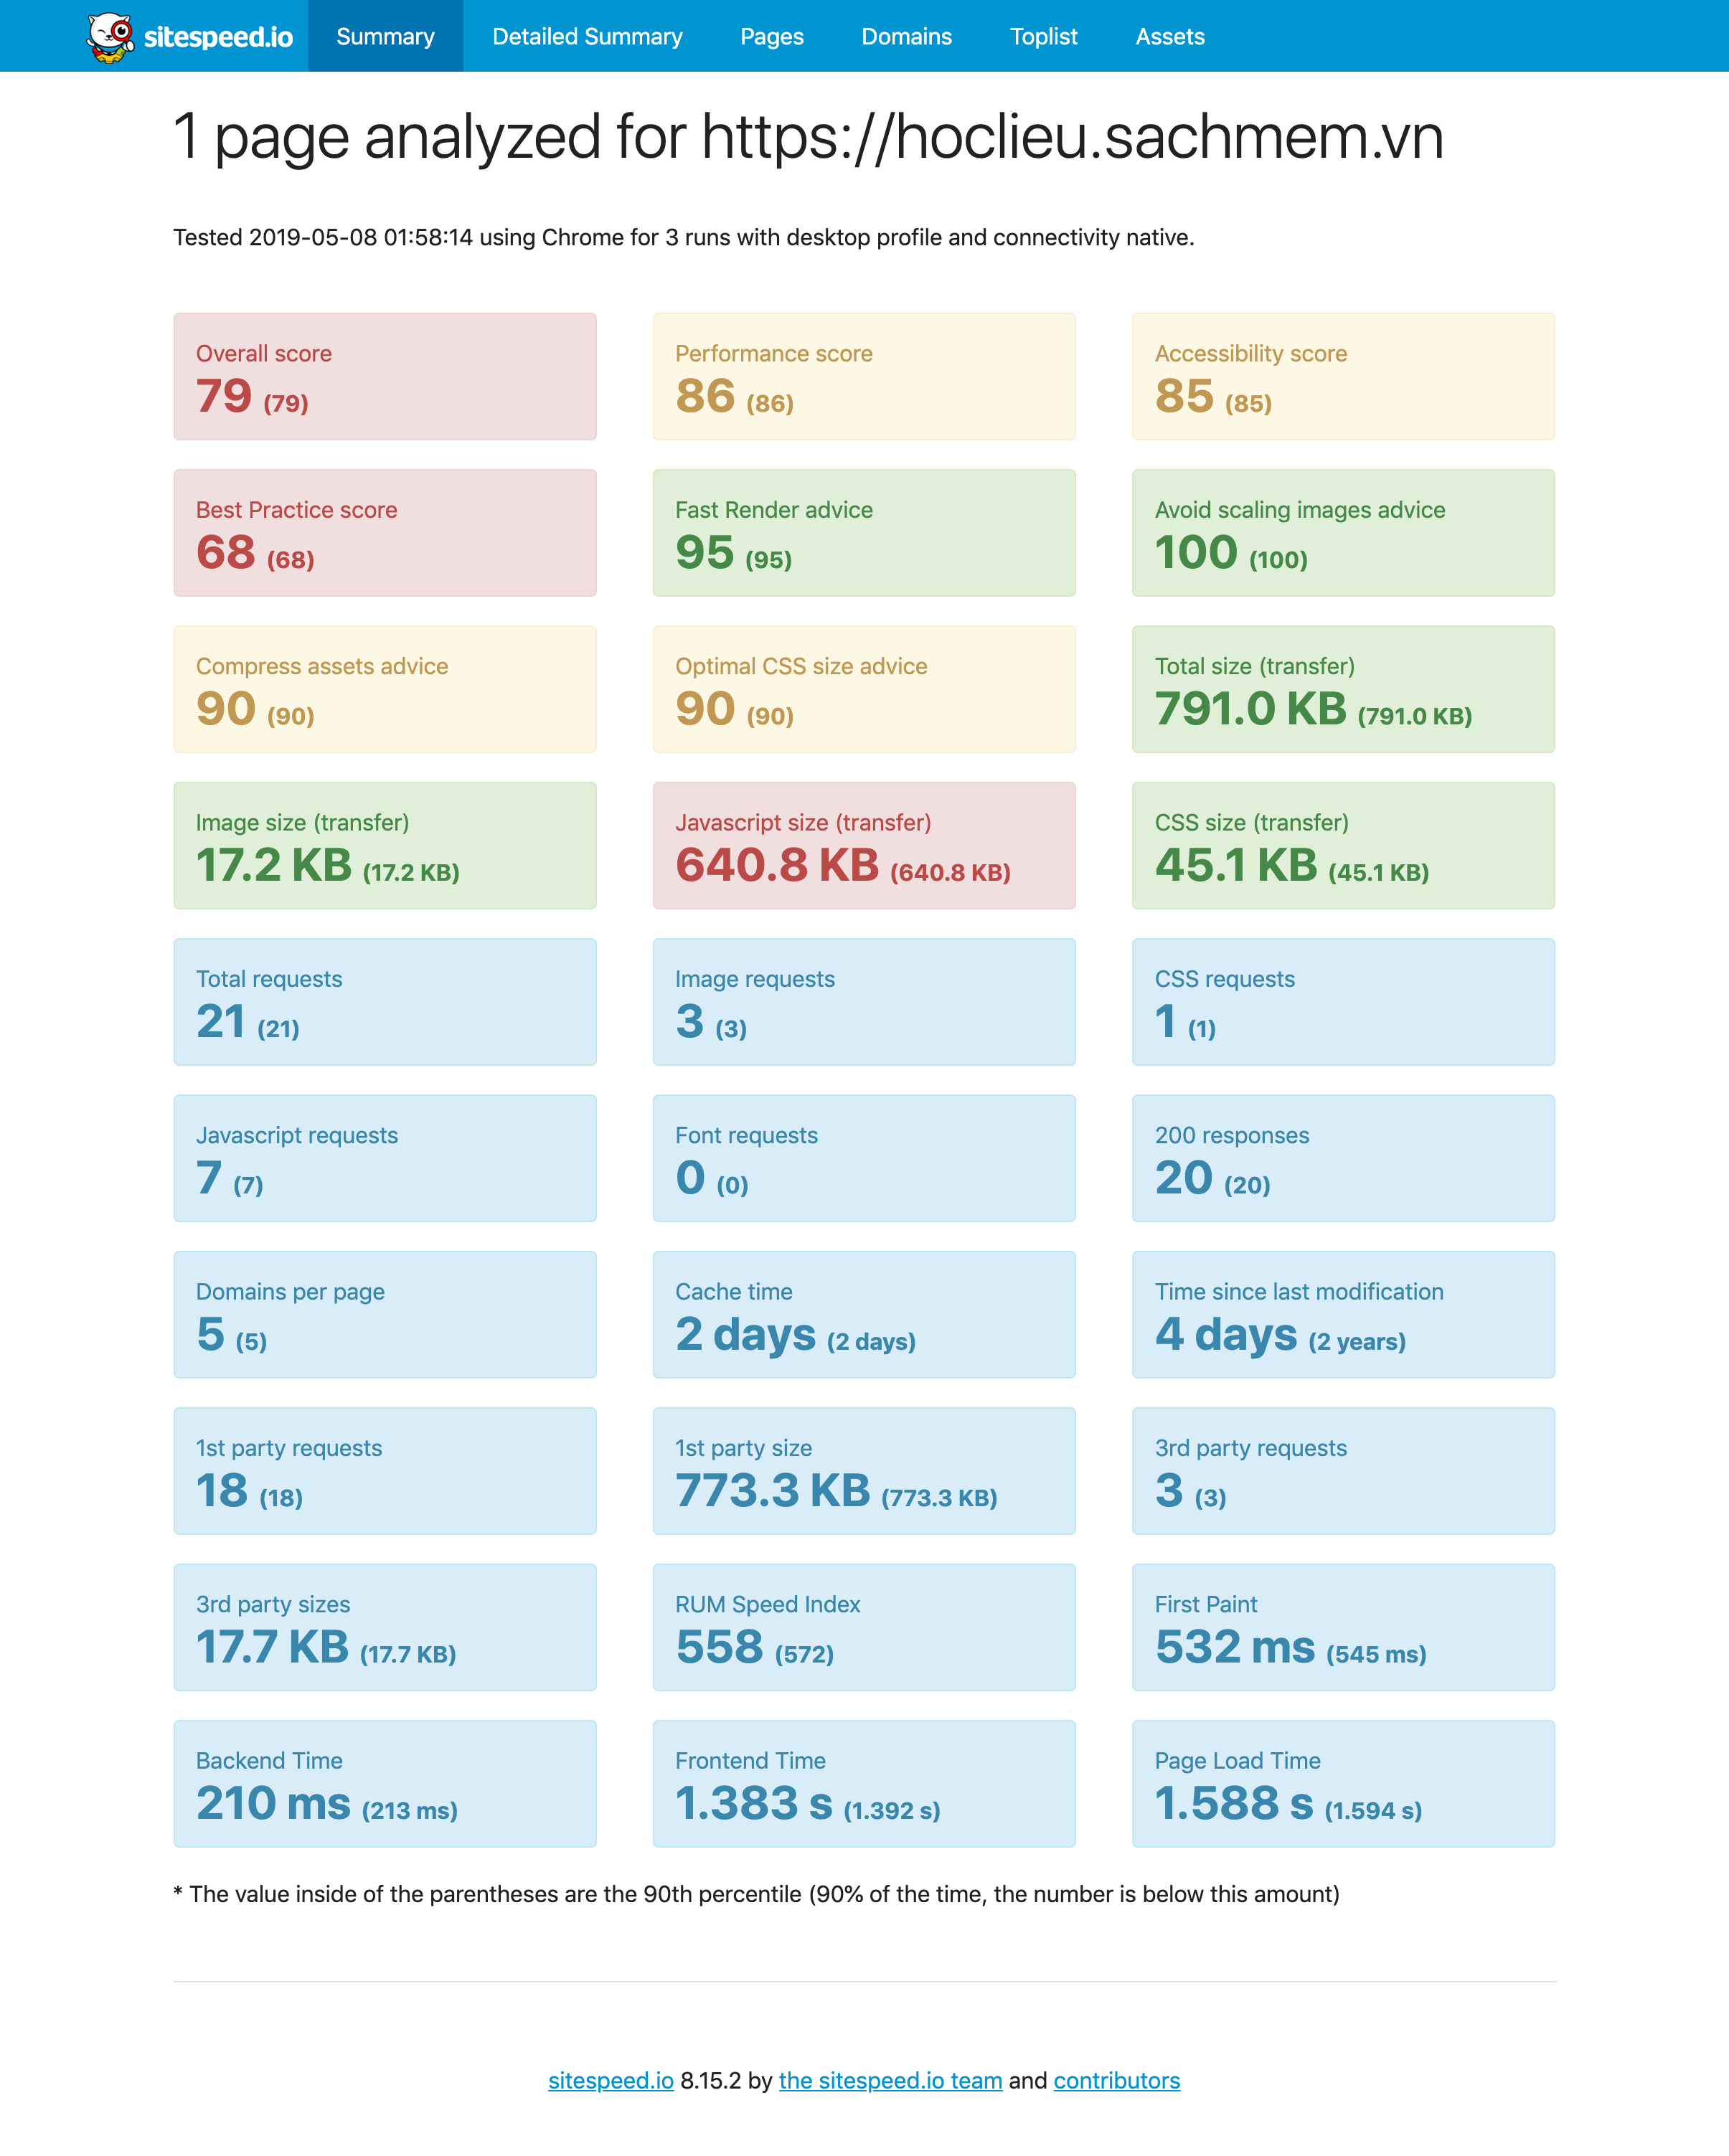 sitespeed.io Summary Detailed Summary Pages Domains Toplist Assets
1 page analyzed for https://hoclieu.sachmem.vn
Tested 2019-05-08 01:58:14 using Chrome for 3 runs with desktop profile and connectivity native.
Overall score
79 (79)
Performance score
86 (86)
Accessibility score
85 (85)
Best Practice score
68 (68)
Fast Render advice
95 (95)
Avoid scaling images advice
100 (100)
Compress assets advice
90 (90)
Optimal CSS size advice
90 (90)
Total size (transfer)
791.0 KB (791.0 KB)
Image size (transfer)
17.2 KB (17.2 KB)
Javascript size (transfer)
640.8 KB (640.8 KB)
CSS size (transfer)
45.1 KB (45.1 KB)
Total requests
21 (21)
Image requests
3 (3)
CSS requests
1 (1)
Javascript requests
7 (7)
Font requests
0 (0)
200 responses
20 (20)
Domains per page
5 (5)
Cache time
2 days (2 days)
Time since last modification
4 days (2 years)
1st party requests
18 (18)
1st party size
773.3 KB (773.3 KB)
3rd party requests
3 (3)
3rd party sizes
17.7 KB (17.7 KB)
RUM Speed Index
558 (572)
First Paint
532 ms (545 ms)
Backend Time
210 ms (213 ms)
Frontend Time
1.383 s (1.392 s)
Page Load Time
1.588 s (1.594 s)
* The value inside of the parentheses are the 90th percentile (90% of the time, the number is below this amount)
sitespeed.io 8.15.2 by the sitespeed.io team and contributors